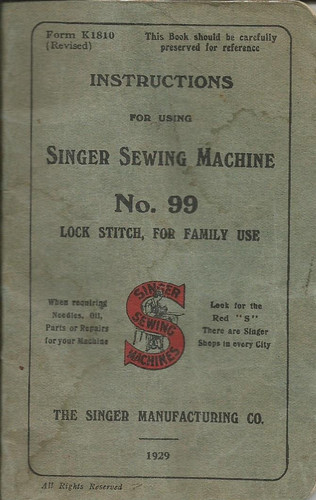 Form K1810
(Revised)
This Book should be carefully
preserved for reference
INSTRUCTIONS
FOR USING
SINGER SEWING MACHINE
No. 99
LOCK STITCH, FOR FAMILY USE
When requiring
Needles, Oil,
Parts or Repairs
for your Machine
SINGER
SEWING
MACHINES
Look for the
Red "S"
There are Singer
Shops in every City
THE SINGER MANUFACTURING CO.
1929
All Rights Reserved